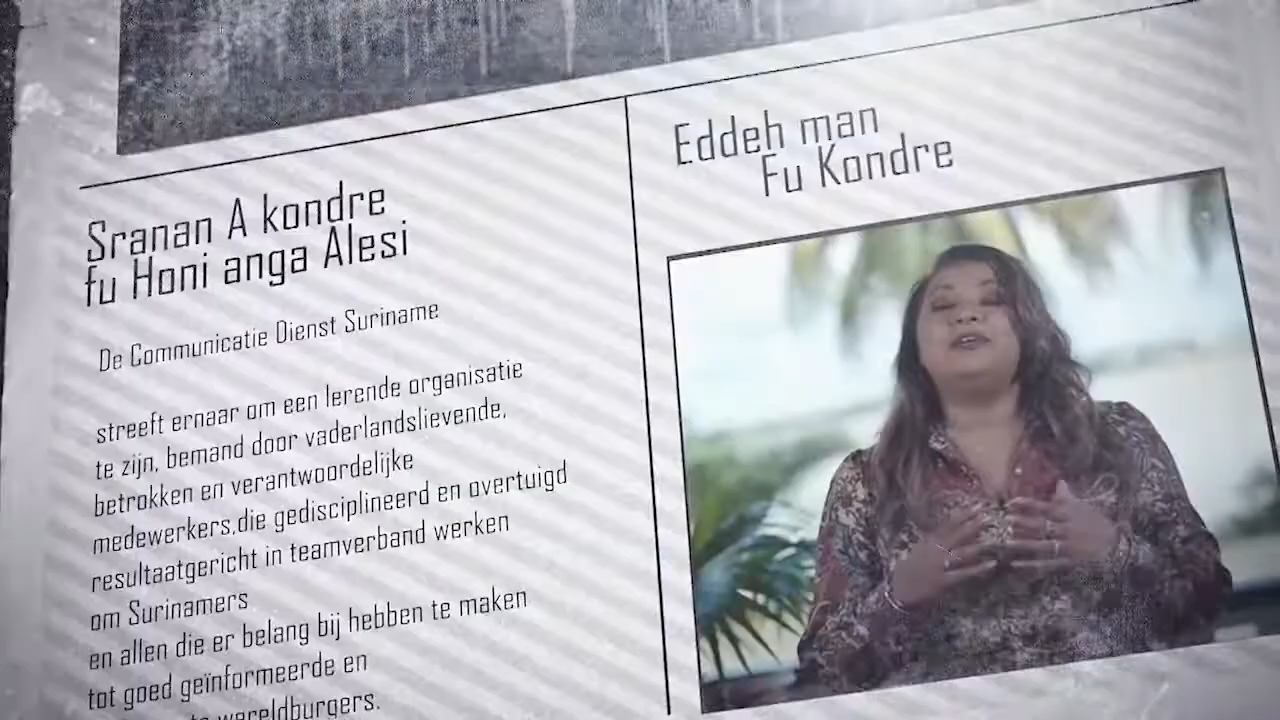 Sranan A kondre
fu Honi anga Alesi
De Communicatie Dienst Suriname
streeft ernaar om een lerende organisatie
te zijn, bemand door vaderlandslievende,
betrokken en verantwoordelijke
medewerkers,die gedisciplineerd en overtuigd
resultaatgericht in teamverband werken
om Surinamers
en allen die er belang bij hebben te maken
tot goed geïnformeerde en
wereldburgers.
Eddeh man
Fu Kondre